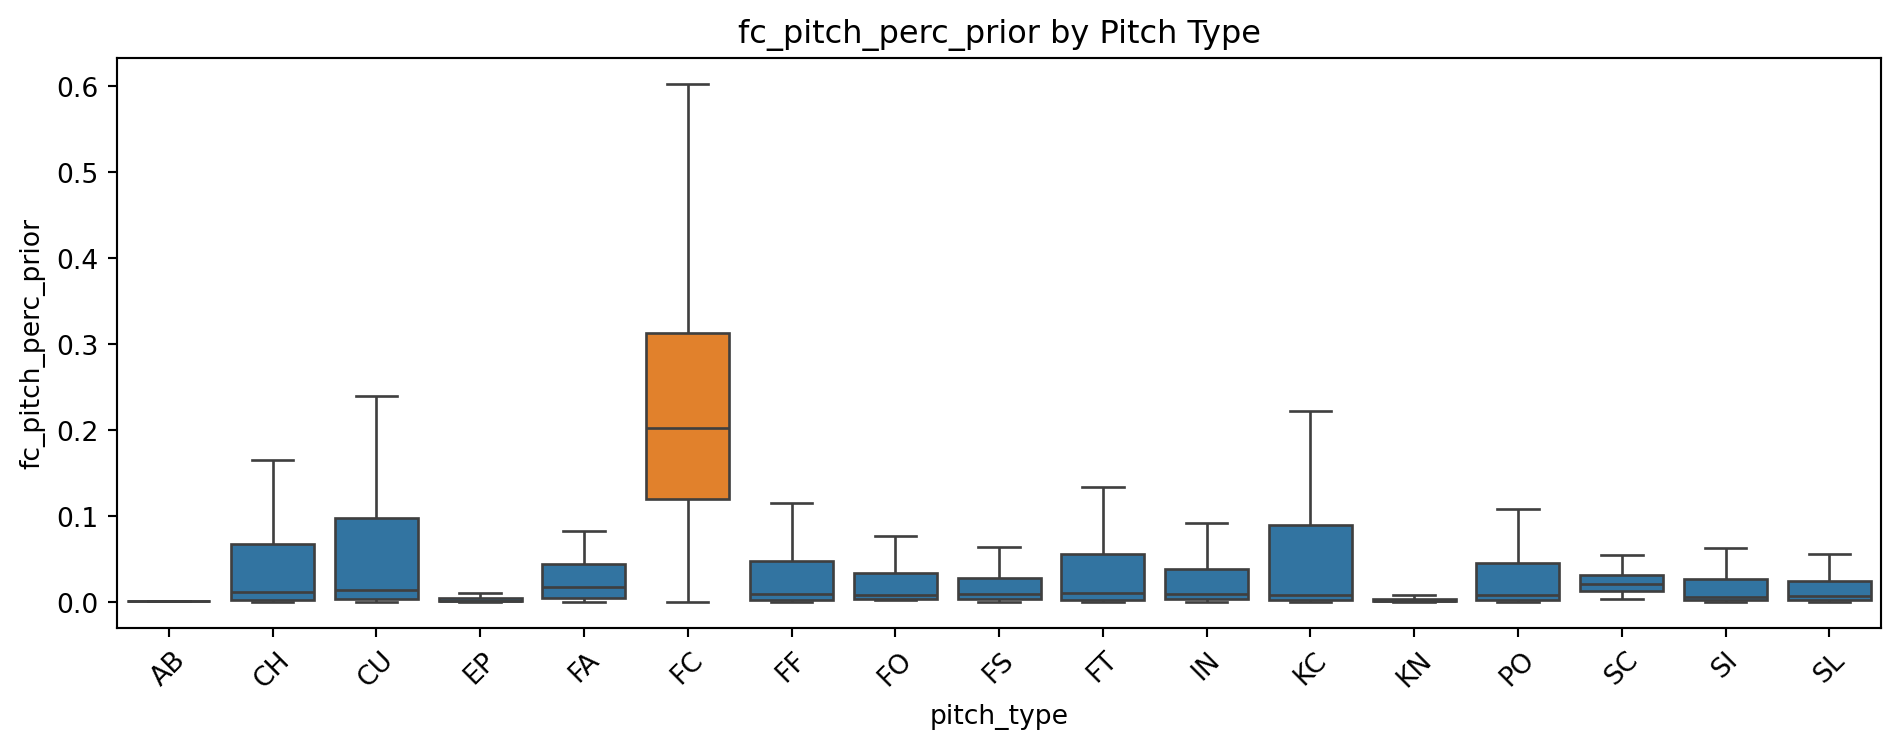 fc_pitch_perc_prior by Pitch Type
fc_pitch_perc_prior
0.6
0.5
0.4
0.3
0.2
0.1
0.0
AB CH CU EP FA FC FF FO FS FT IN KC KN PO SC SI SL
pitch_type